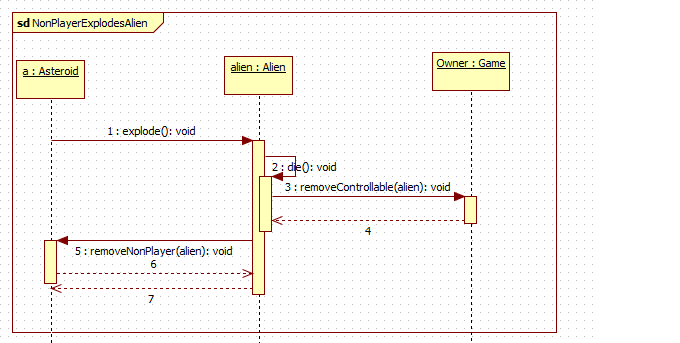 sd NonPlayerExplodesAlien
a : Asteroid
alien : Alien
Owner : Game
1 : explode(): void
2 : die(): void
3 : removeControllable(alien): void
4
5 : removeNonPlayer(alien): void
6
7